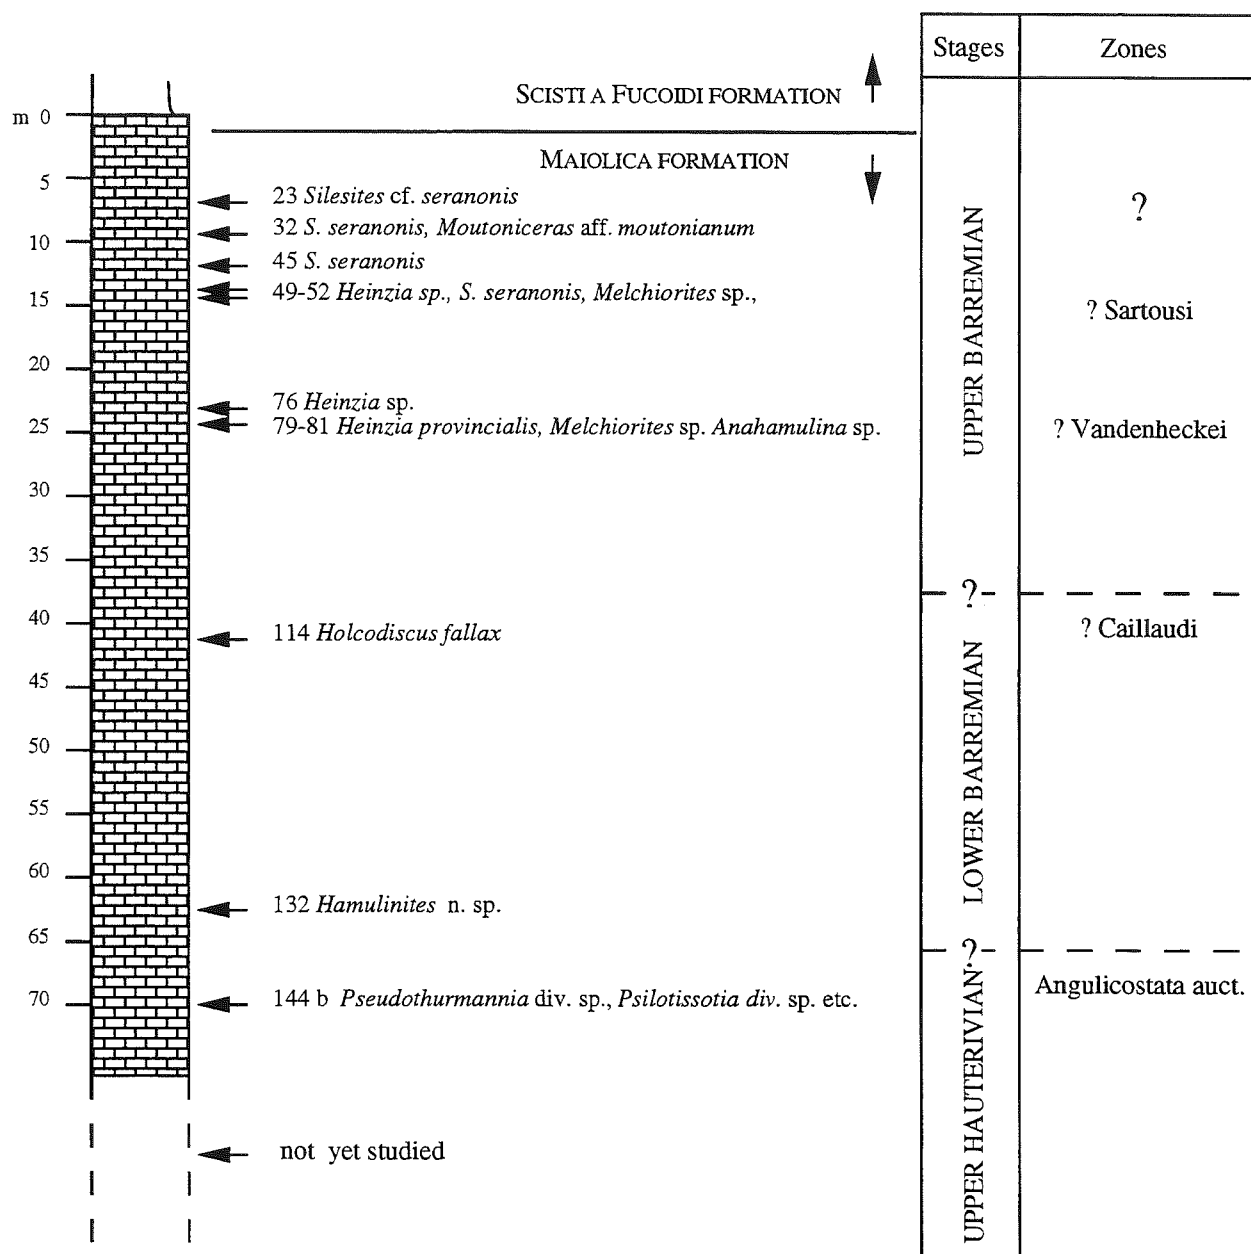 Stages Zones
SCISTI A FUCOIDI FORMATION
m 0
MAIOLICA FORMATION
5
23 Silesites cf. seranonis
?
32 S. seranonis, Moutoniceras aff. moutonianum
10
45 S. seranonis
49-52 Heinzia sp., S. seranonis, Melchiorites sp.,
15
? Sartousi
UPPER BARREMIAN
20
76 Heinzia sp.
79-81 Heinzia provincialis, Melchiorites sp. Anahamulina sp.
25
? Vandenheckei
30
35
?
40
114 Holcodiscus fallax
? Caillaudi
45
50
LOWER BARREMIAN
55
60
132 Hamulinites n. sp.
65
?
70
144 b Pseudothurmannia div. sp., Psilotissotia div. sp. etc.
Angulicostata auct.
UPPER HAUTERIVIAN
not yet studied